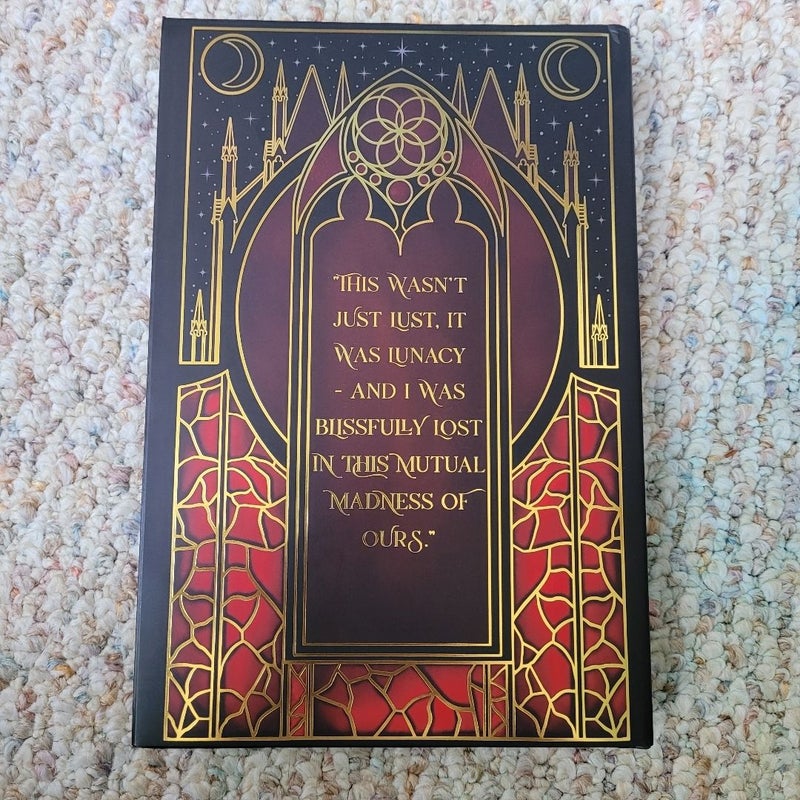 "THIS WASN'T
JUST LUST, IT
WAS LUNACY
- AND I WAS
BLISSFULLY LOST
IN THIS MUTUAL
MADNESS OF
OURS."